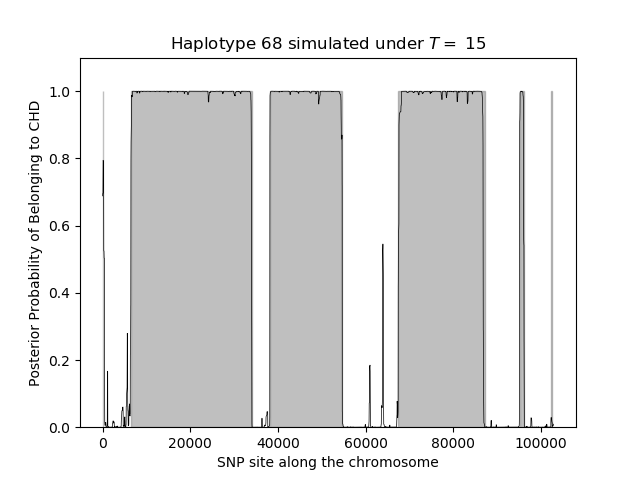 Haplotype 68 simulated under T = 15
Posterior Probability of Belonging to CHD
1.0
0.8
0.6
0.4
0.2
0.0
0 20000 40000 60000 80000 100000
SNP site along the chromosome